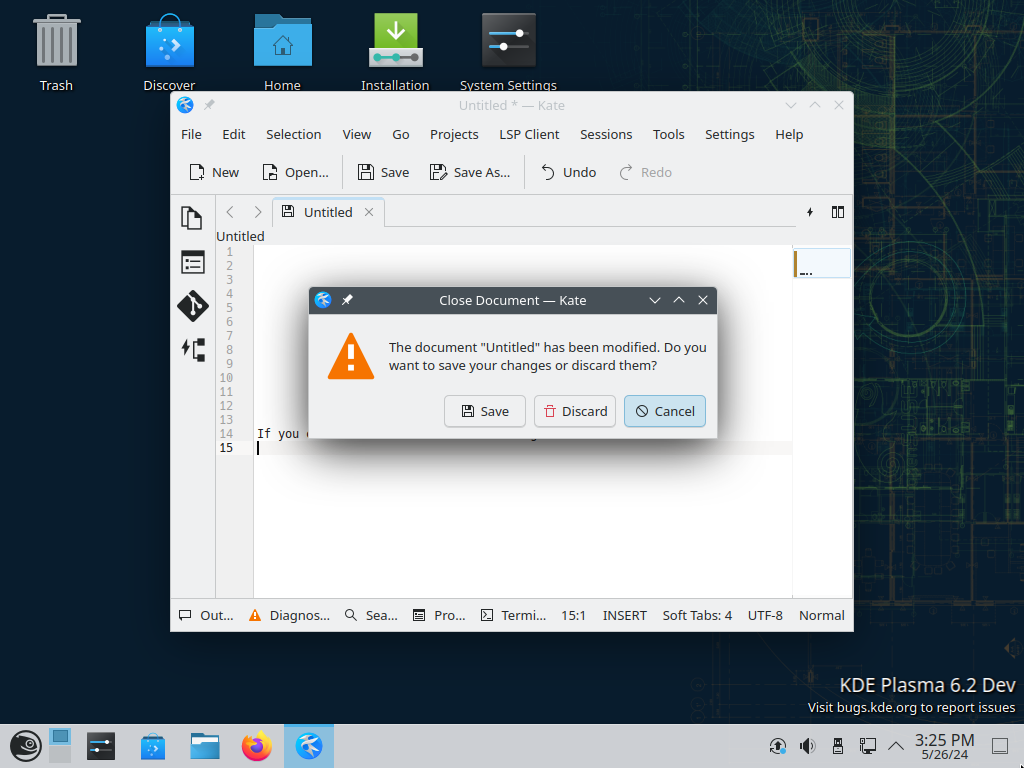 Trash
Discover
Home
Installation
System Settings
Untitled * — Kate
File Edit Selection View Go Projects LSP Client Sessions Tools Settings Help
New Open... Save Save As... Undo Redo
Untitled
Untitled
1
2
3
4
5
6
7
8
9
10
11
12
13
14 If you
15
Close Document — Kate
The document "Untitled" has been modified. Do you
want to save your changes or discard them?
Save Discard Cancel
Out... Diagnos... Sea... Pro... Termi... 15:1 INSERT Soft Tabs: 4 UTF-8 Normal
KDE Plasma 6.2 Dev
Visit bugs.kde.org to report issues
3:25 PM
5/26/24